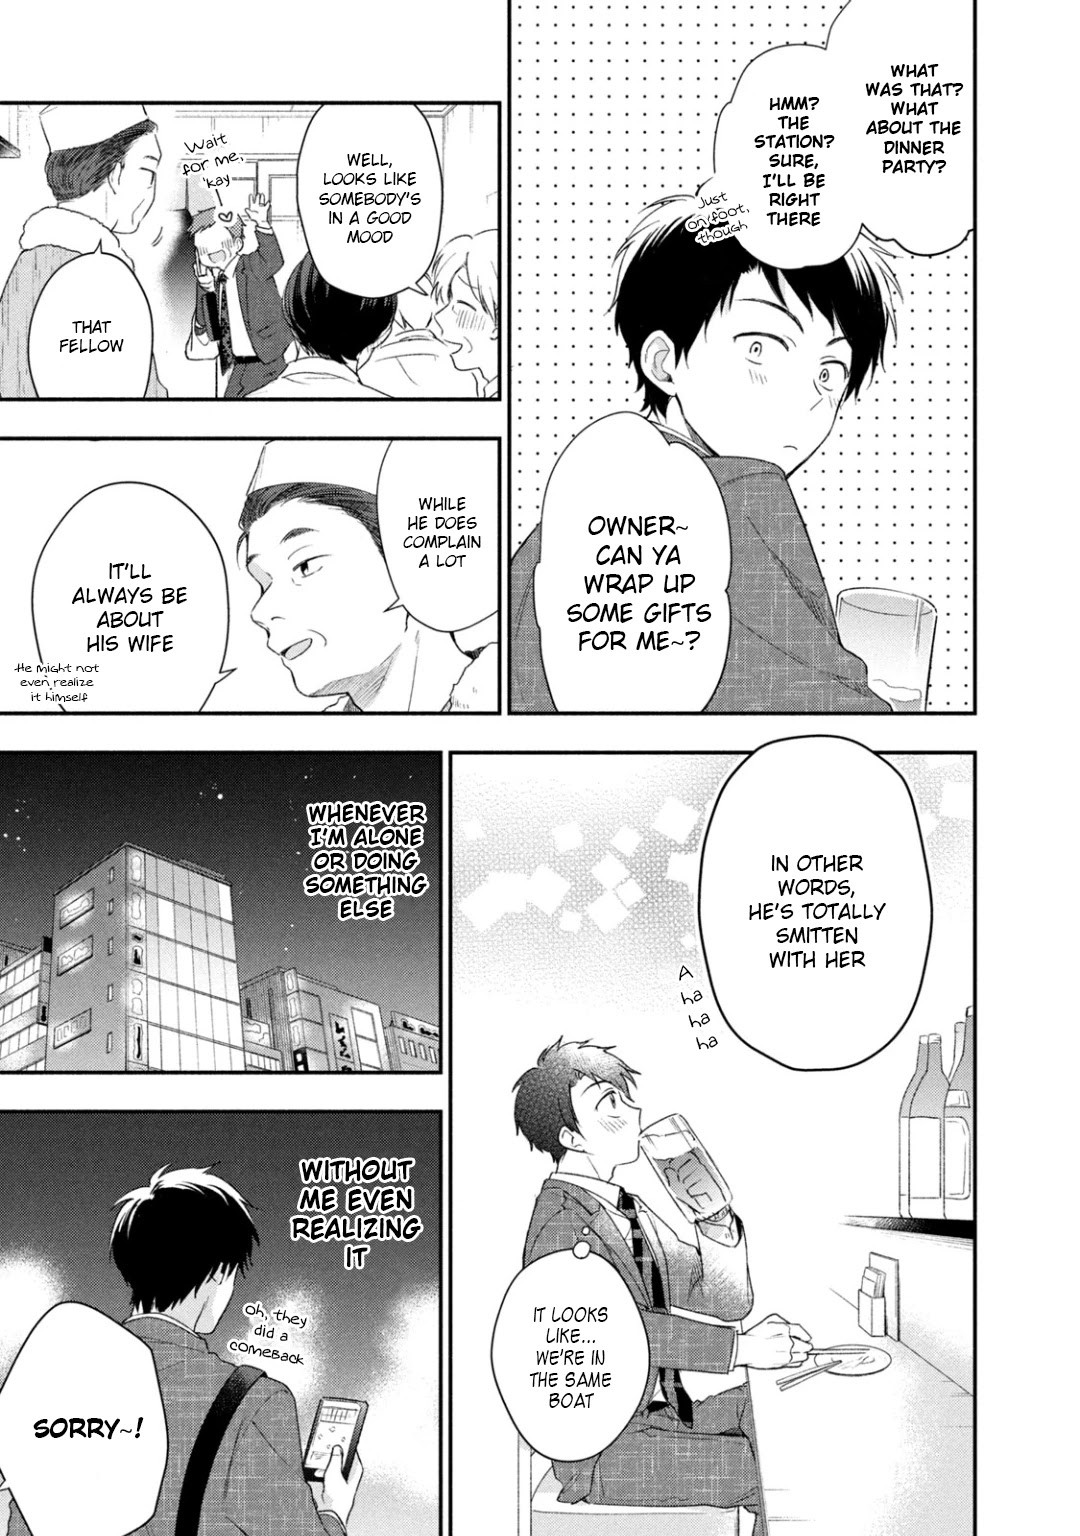 WHAT
WAS THAT?
WHAT
ABOUT THE
DINNER
PARTY?
HMM?
THE
STATION?
SURE,
I'LL BE
RIGHT
THERE
Just
on foot,
though
OWNER~
CAN YA
WRAP UP
SOME GIFTS
FOR ME~?
WELL,
LOOKS LIKE
SOMEBODY'S
IN A GOOD
MOOD
Wait
for me,
'kay
THAT
FELLOW
WHILE
HE DOES
COMPLAIN
A LOT
IT'LL
ALWAYS BE
ABOUT
HIS WIFE
He might not
even realize
it himself
IN OTHER
WORDS,
HE'S TOTALLY
SMITTEN
WITH HER
A
ha
ha
ha
IT LOOKS
LIKE...
WE'RE IN
THE SAME
BOAT
WHENEVER
I'M ALONE
OR DOING
SOMETHING
ELSE
WITHOUT
ME EVEN
REALIZING
IT
Oh, they
did a
comeback
SORRY~!